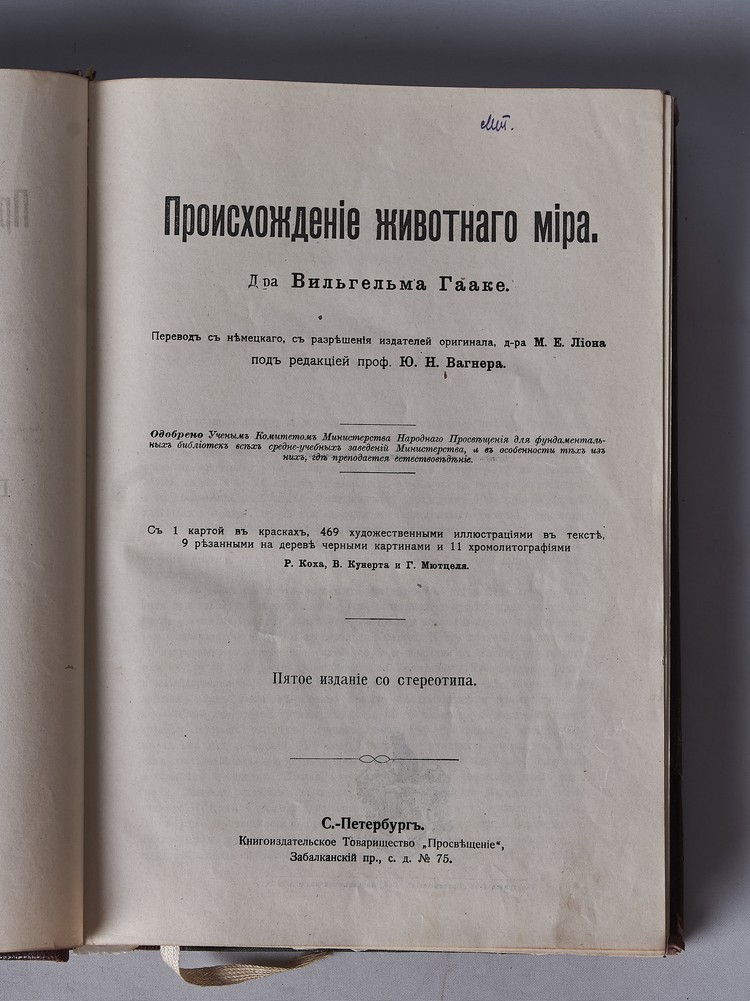 Происхожденіе животнаго міра.
Д-ра Вильгельма Гааке.
Переводъ съ нѣмецкаго, съ разрѣшенія издателей оригинала, д-ра М. Е. Ліона
подъ редакціей проф. Ю. Н. Вагнера.
Одобрено Ученымъ Комитетомъ Министерства Народнаго Просвѣщенія для фундаменталь-
ныхъ библіотекъ всѣхъ средне-учебныхъ заведеній Министерства, а въ особенности тѣхъ изъ
нихъ, гдѣ преподается естествовѣдѣніе.
Съ 1 картой въ краскахъ, 469 художественными иллюстраціями въ текстѣ,
9 рѣзанными на деревѣ черными картинами и 11 хромолитографіями
Р. Коха, В. Кунерта и Г. Мютцеля.
Пятое изданіе со стереотипа.
С.-Петербургъ.
Книгоиздательское Товарищество „Просвѣщеніе“,
Забалканскій пр., с. д. № 75.